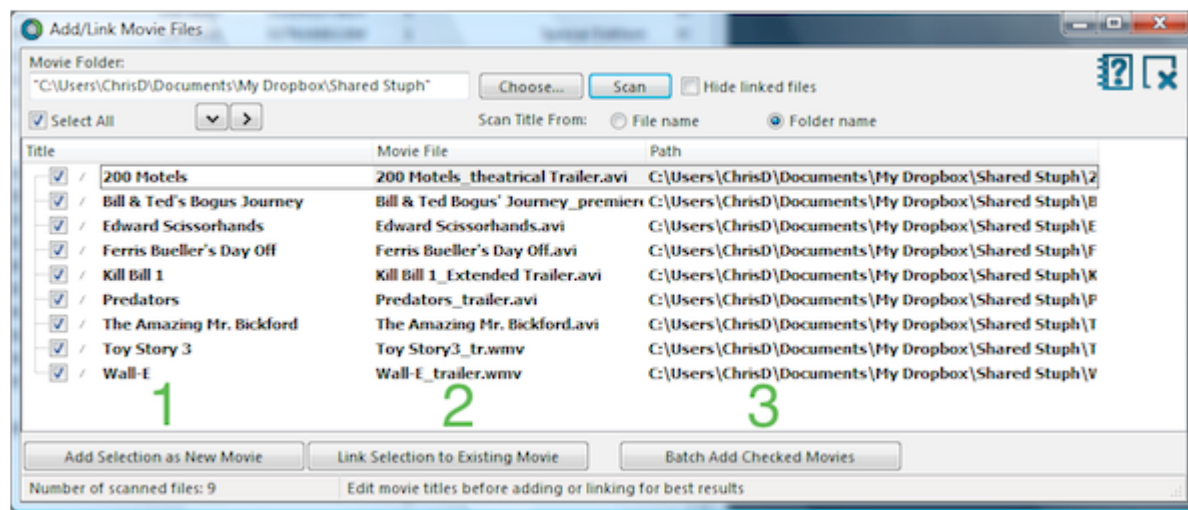 Add/Link Movie Files
Movie Folder:
"C:\Users\ChrisD\Documents\My Dropbox\Shared Stuph" Choose... Scan Hide linked files
Select All Scan Title From: File name Folder name
Title Movie File Path
200 Motels 200 Motels_theatrical Trailer.avi C:\Users\ChrisD\Documents\My Dropbox\Shared Stuph\2
Bill & Ted's Bogus Journey Bill & Ted Bogus' Journey_premier C:\Users\ChrisD\Documents\My Dropbox\Shared Stuph\B
Edward Scissorhands Edward Scissorhands.avi C:\Users\ChrisD\Documents\My Dropbox\Shared Stuph\E
Ferris Bueller's Day Off Ferris Bueller's Day Off.avi C:\Users\ChrisD\Documents\My Dropbox\Shared Stuph\F
Kill Bill 1 Kill Bill 1_Extended Trailer.avi C:\Users\ChrisD\Documents\My Dropbox\Shared Stuph\K
Predators Predators_trailer.avi C:\Users\ChrisD\Documents\My Dropbox\Shared Stuph\P
The Amazing Mr. Bickford The Amazing Mr. Bickford.avi C:\Users\ChrisD\Documents\My Dropbox\Shared Stuph\T
Toy Story 3 Toy Story3_tr.wmv C:\Users\ChrisD\Documents\My Dropbox\Shared Stuph\T
Wall-E Wall-E_trailer.wmv C:\Users\ChrisD\Documents\My Dropbox\Shared Stuph\W
1 2 3
Add Selection as New Movie Link Selection to Existing Movie Batch Add Checked Movies
Number of scanned files: 9 Edit movie titles before adding or linking for best results